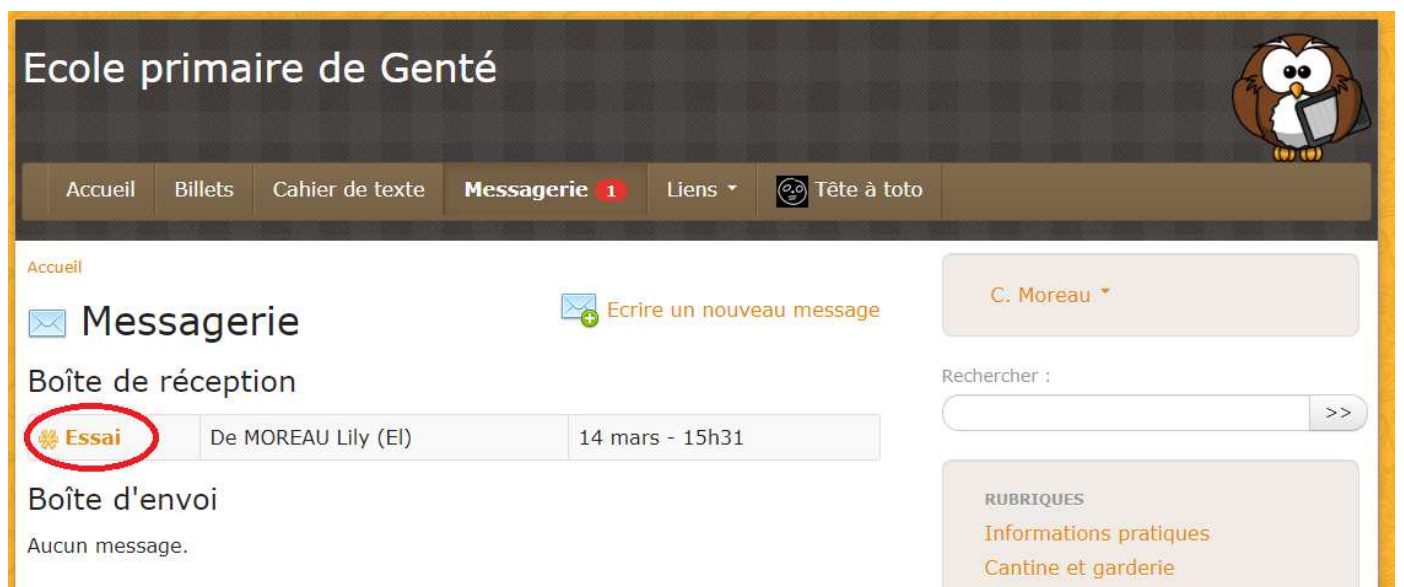 Ecole primaire de Genté
Accueil Billets Cahier de texte Messagerie 1 Liens Tête à toto
Accueil
Messagerie
Ecrire un nouveau message
Boîte de réception
Essai De MOREAU Lily (El) 14 mars - 15h31
Boîte d'envoi
Aucun message.
C. Moreau
Rechercher :
>>
RUBRIQUES
Informations pratiques
Cantine et garderie